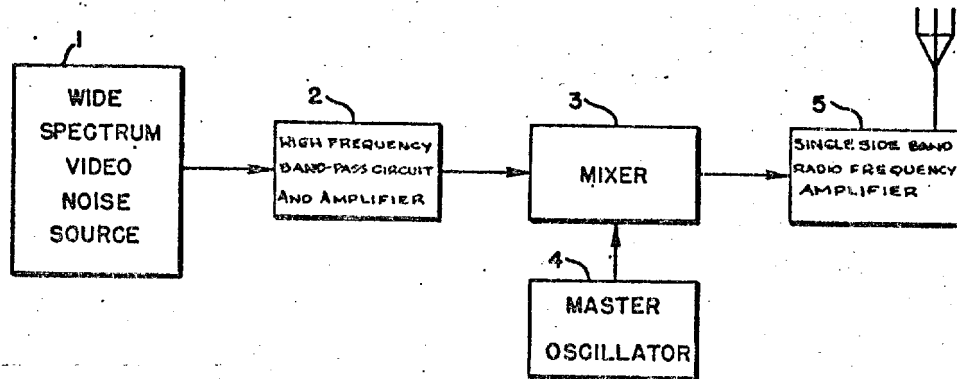 1
WIDE
SPECTRUM
VIDEO
NOISE
SOURCE
2
HIGH FREQUENCY
BAND-PASS CIRCUIT
AND AMPLIFIER
3
MIXER
4
MASTER
OSCILLATOR
5
SINGLE SIDE BAND
RADIO FREQUENCY
AMPLIFIER